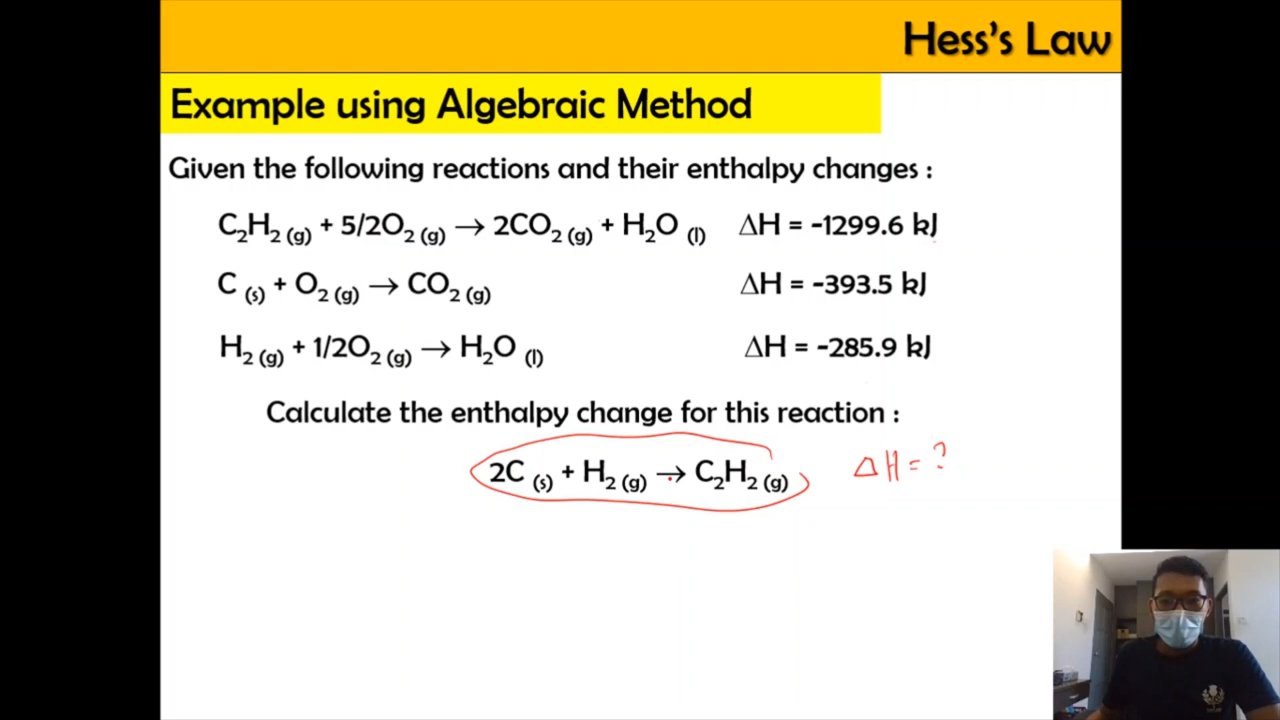 Hess's Law
Example using Algebraic Method
Given the following reactions and their enthalpy changes :
C₂H₂ (g) + 5/2O₂ (g) → 2CO₂ (g) + H₂O (l) ΔH = -1299.6 kJ
C (s) + O₂ (g) → CO₂ (g) ΔH = -393.5 kJ
H₂ (g) + 1/2O₂ (g) → H₂O (l) ΔH = -285.9 kJ
Calculate the enthalpy change for this reaction :
2C (s) + H₂ (g) → C₂H₂ (g) ΔH = ?